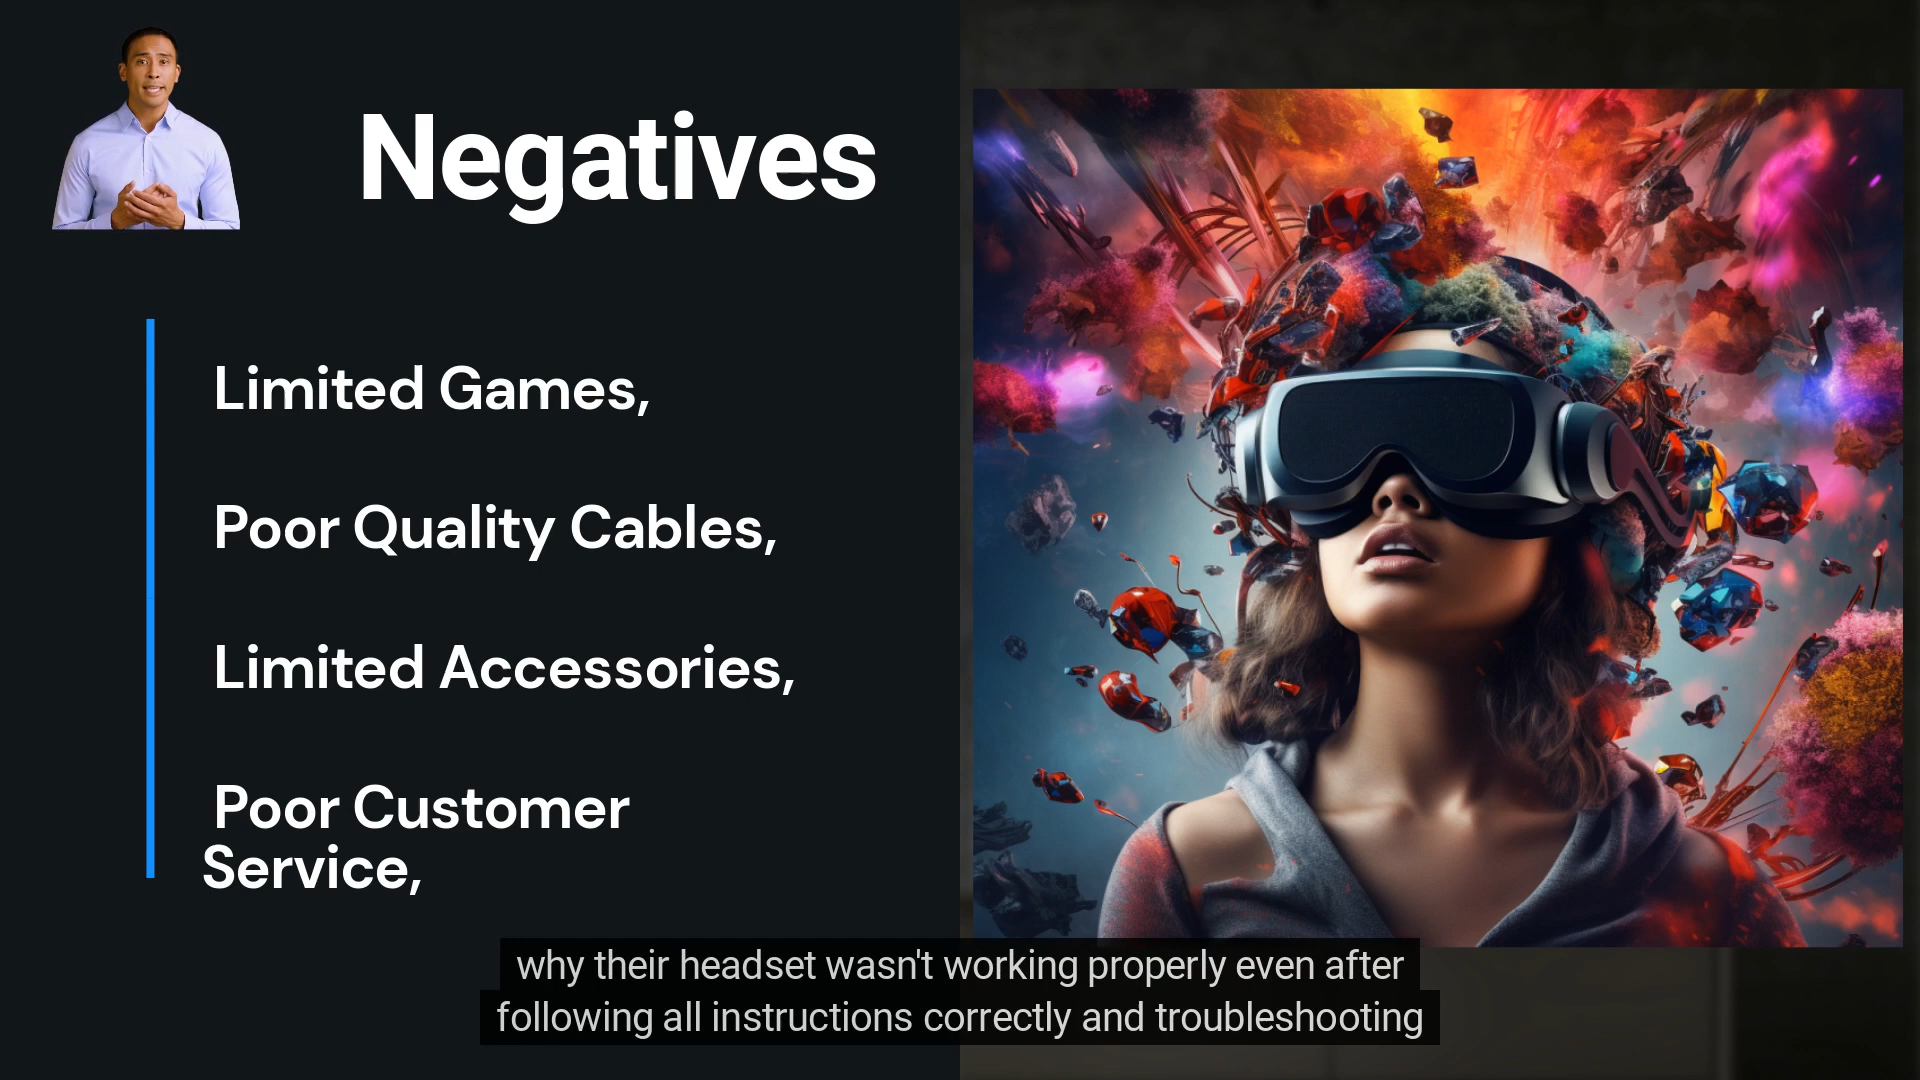 Negatives
Limited Games,
Poor Quality Cables,
Limited Accessories,
Poor Customer
Service,
why their headset wasn't working properly even after
following all instructions correctly and troubleshooting